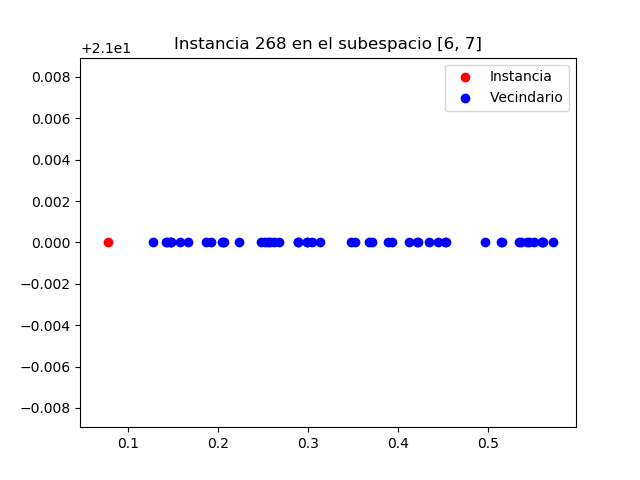 Instancia 268 en el subespacio [6, 7]
+2.1e1
Instancia
Vecindario
0.008
0.006
0.004
0.002
0.000
−0.002
−0.004
−0.006
−0.008
0.1 0.2 0.3 0.4 0.5